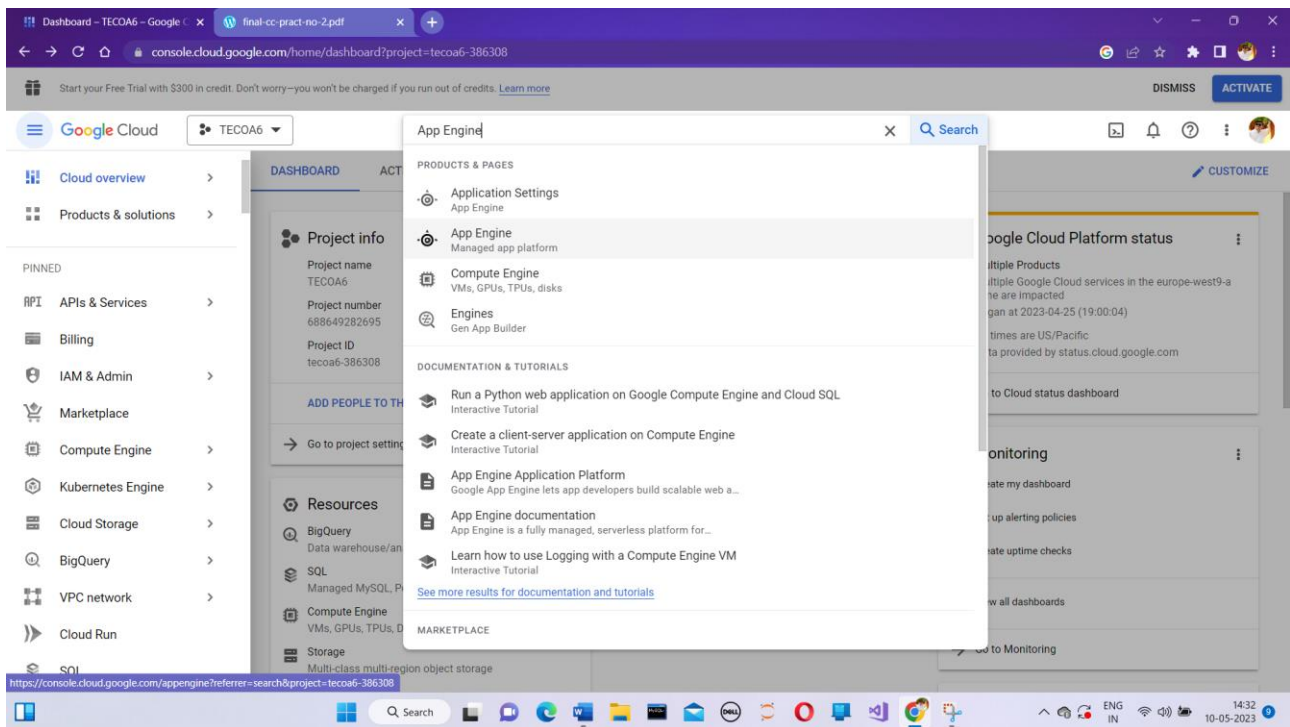 Dashboard – TECOA6 – Google C
final-cc-pract-no-2.pdf
console.cloud.google.com/home/dashboard?project=tecoa6-386308
Start your Free Trial with $300 in credit. Don't worry—you won't be charged if you run out of credits. Learn more
DISMISS
ACTIVATE
Google Cloud
TECOA6
App Engine
Search
Cloud overview
Products & solutions
PINNED
API APIs & Services
Billing
IAM & Admin
Marketplace
Compute Engine
Kubernetes Engine
Cloud Storage
BigQuery
VPC network
Cloud Run
SQL
DASHBOARD
ACT
CUSTOMIZE
Project info
Project name
TECOA6
Project number
688649282695
Project ID
tecoa6-386308
ADD PEOPLE TO TH
Go to project setting
Resources
BigQuery
Data warehouse/an
SQL
Managed MySQL, P
Compute Engine
VMs, GPUs, TPUs, D
Storage
Multi-class multi-region object storage
PRODUCTS & PAGES
Application Settings
App Engine
App Engine
Managed app platform
Compute Engine
VMs, GPUs, TPUs, disks
Engines
Gen App Builder
DOCUMENTATION & TUTORIALS
Run a Python web application on Google Compute Engine and Cloud SQL
Interactive Tutorial
Create a client-server application on Compute Engine
Interactive Tutorial
App Engine Application Platform
Google App Engine lets app developers build scalable web a…
App Engine documentation
App Engine is a fully managed, serverless platform for…
Learn how to use Logging with a Compute Engine VM
Interactive Tutorial
See more results for documentation and tutorials
MARKETPLACE
oogle Cloud Platform status
ultiple Products
ultiple Google Cloud services in the europe-west9-a
ne are impacted
gan at 2023-04-25 (19:00:04)
times are US/Pacific
ta provided by status.cloud.google.com
to Cloud status dashboard
onitoring
eate my dashboard
up alerting policies
eate uptime checks
w all dashboards
Go to Monitoring
https://console.cloud.google.com/appengine?referrer=search&project=tecoa6-386308
Search
ENG
IN
14:32
10-05-2023
9